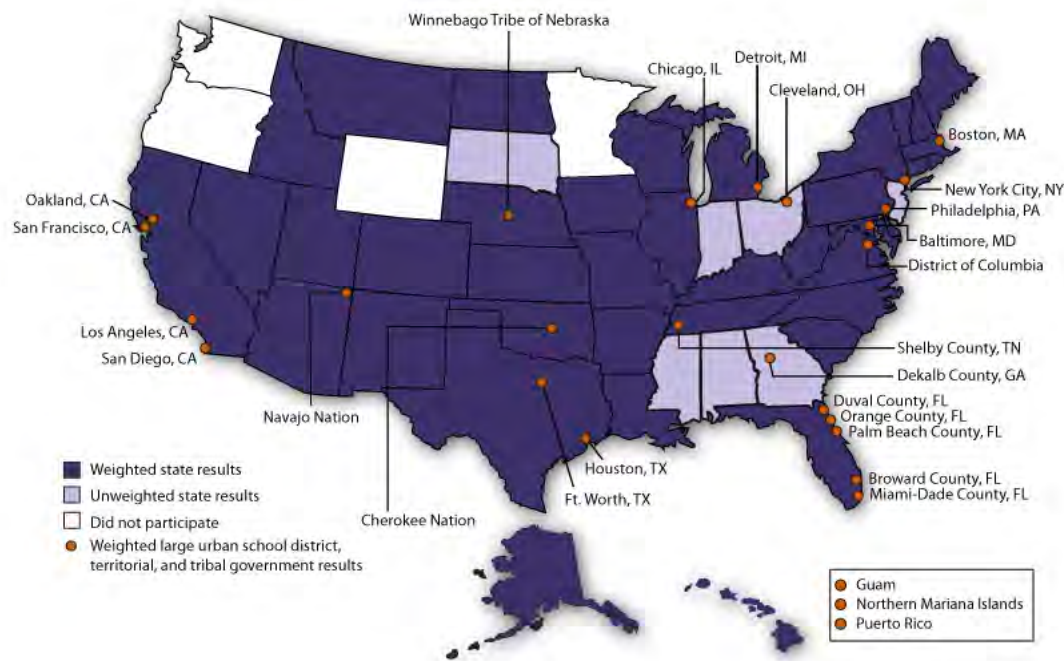 Winnebago Tribe of Nebraska
Detroit, MI
Chicago, IL
Cleveland, OH
Boston, MA
New York City, NY
Philadelphia, PA
Baltimore, MD
District of Columbia
Oakland, CA
San Francisco, CA
Los Angeles, CA
San Diego, CA
Shelby County, TN
Dekalb County, GA
Navajo Nation
Duval County, FL
Orange County, FL
Palm Beach County, FL
Houston, TX
Broward County, FL
Ft. Worth, TX
Miami-Dade County, FL
Cherokee Nation
Weighted state results
Unweighted state results
Did not participate
Weighted large urban school district,
territorial, and tribal government results
Guam
Northern Mariana Islands
Puerto Rico